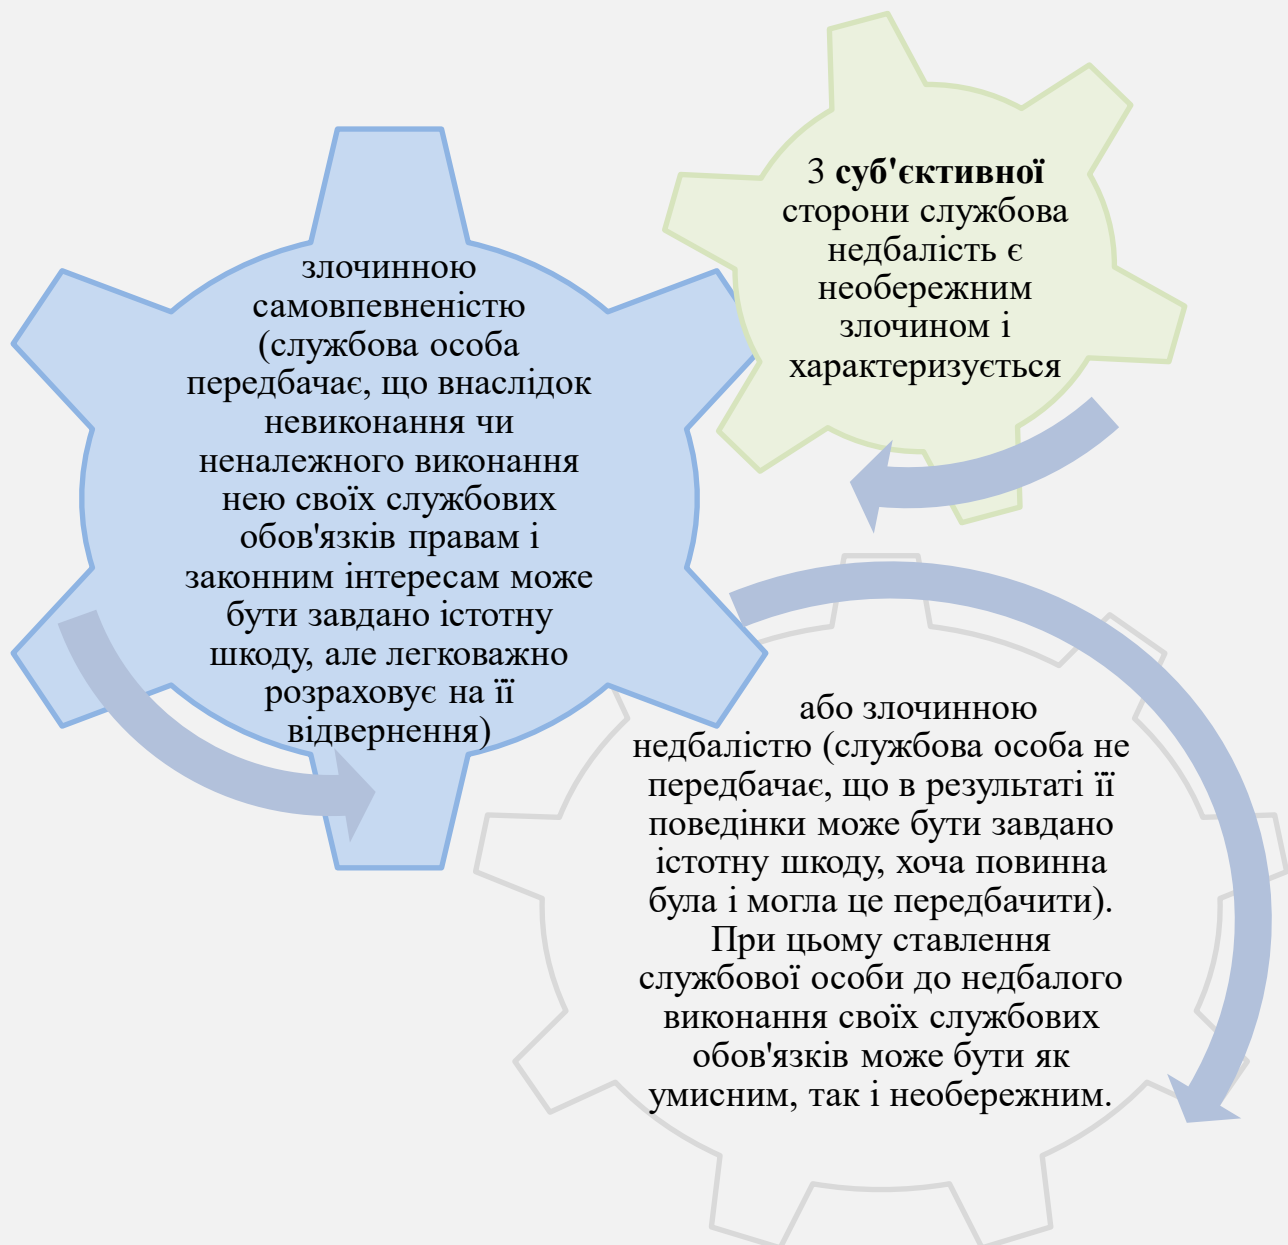 З суб'єктивної
сторони службова
недбалість є
необережним
злочином і
характеризується
злочинною
самовпевненістю
(службова особа
передбачає, що внаслідок
невиконання чи
неналежного виконання
нею своїх службових
обов'язків правам і
законним інтересам може
бути завдано істотну
шкоду, але легковажно
розраховує на її
відвернення)
або злочинною
недбалістю (службова особа не
передбачає, що в результаті її
поведінки може бути завдано
істотну шкоду, хоча повинна
була і могла це передбачити).
При цьому ставлення
службової особи до недбалого
виконання своїх службових
обов'язків може бути як
умисним, так і необережним.